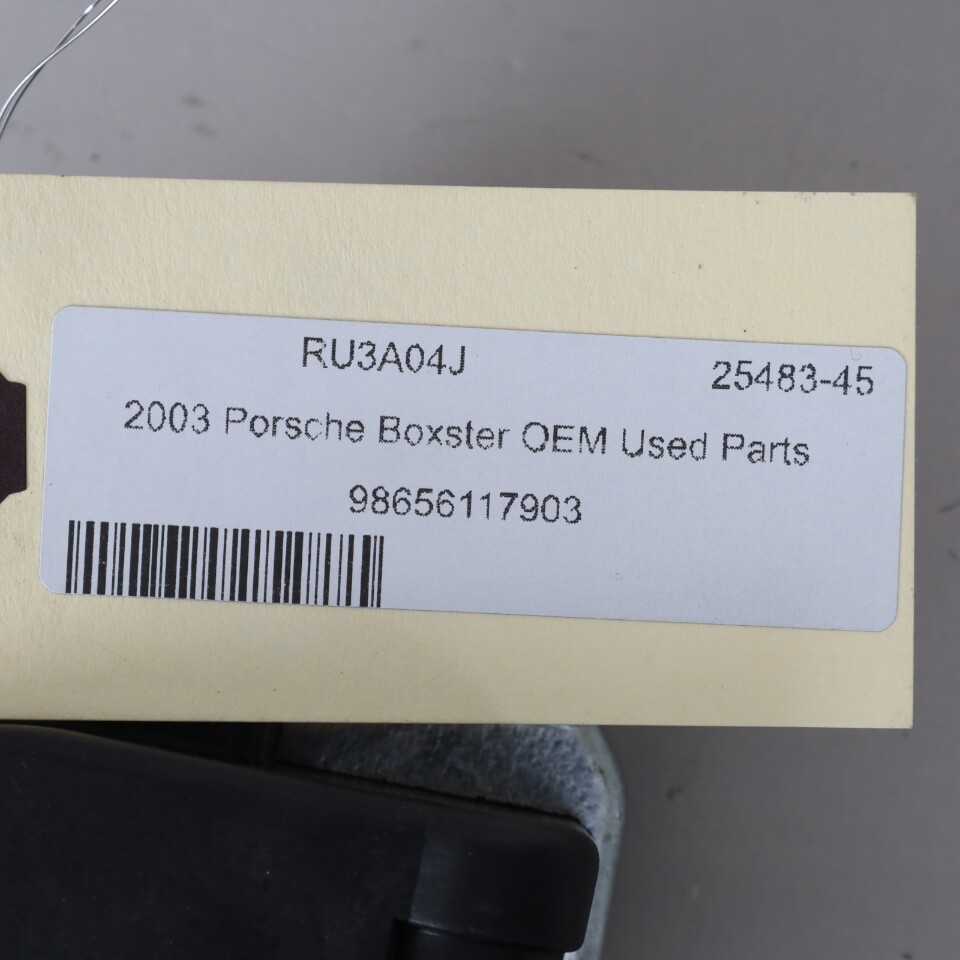 RU3A04J 25483-45
2003 Porsche Boxster OEM Used Parts
98656117903